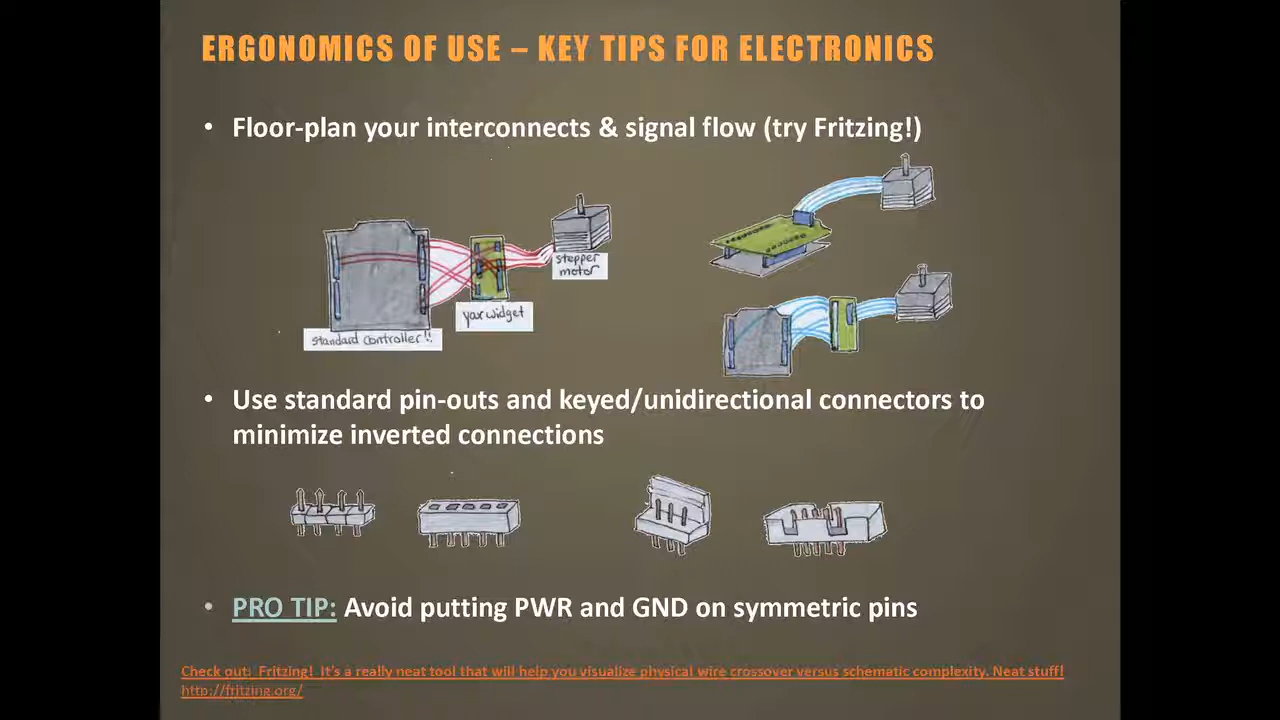 ERGONOMICS OF USE – KEY TIPS FOR ELECTRONICS
• Floor-plan your interconnects & signal flow (try Fritzing!)
stepper
motor
your widget
standard controller!!
• Use standard pin-outs and keyed/unidirectional connectors to
minimize inverted connections
• PRO TIP: Avoid putting PWR and GND on symmetric pins
Check out: Fritzing! It's a really neat tool that will help you visualize physical wire crossover versus schematic complexity. Neat stuff!
http://fritzing.org/